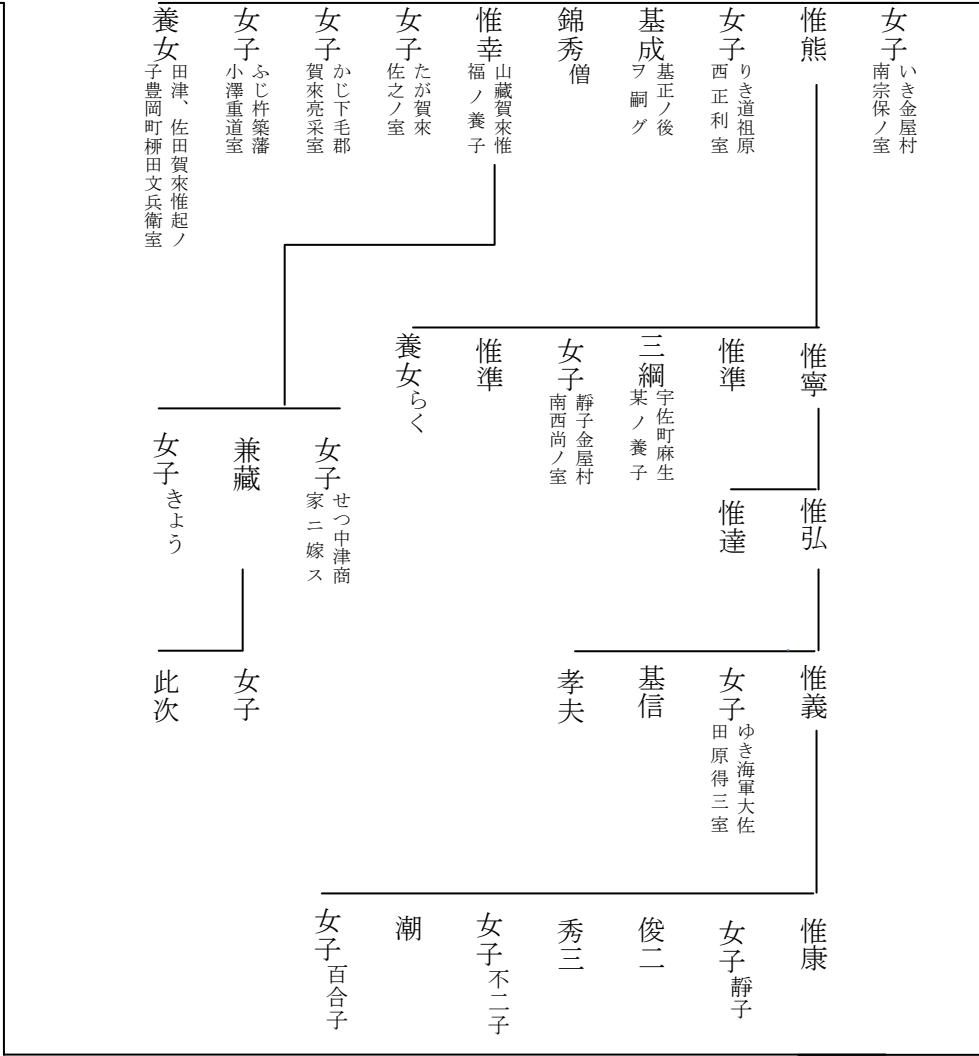 女子 いき金屋村
南宗保ノ室
惟熊
女子 りき道祖原
西正利室
基成 基正ノ後
ヲ嗣グ
錦秀 僧
惟幸 山藏賀來惟
福ノ養子
女子 たが賀來
佐之ノ室
女子 かじ下毛郡
賀來亮采室
女子 ふじ杵築藩
小澤重道室
養女 田津、佐田賀來惟起ノ
子豊岡町桺田文兵衛室
惟寧
惟準
三綱 宇佐町麻生
某ノ養子
女子 靜子金屋村
南西尚ノ室
惟準
養女 らく
女子 せつ中津商
家ニ嫁ス
兼藏
女子 きょう
惟弘
惟達
惟義
女子 ゆき海軍大佐
田原得三室
基信
孝夫
女子
此次
惟康
女子 靜子
俊二
秀三
女子 不二子
潮
女子 百合子